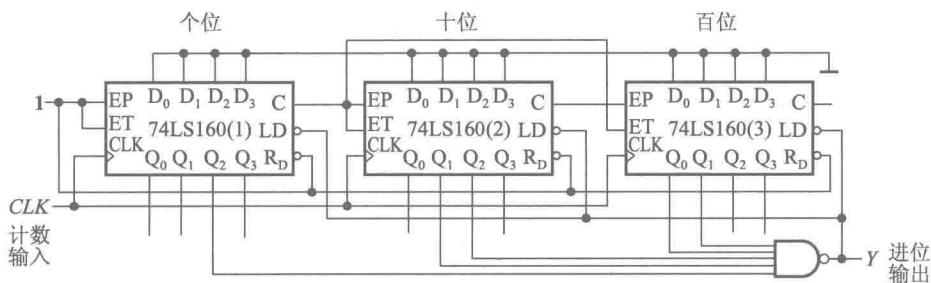 个位 十位 百位
1 EP D₀ D₁ D₂ D₃ C EP D₀ D₁ D₂ D₃ C EP D₀ D₁ D₂ D₃ C
ET 74LS160(1) LD ET 74LS160(2) LD ET 74LS160(3) LD
CLK Q₀ Q₁ Q₂ Q₃ R_D CLK Q₀ Q₁ Q₂ Q₃ R_D CLK Q₀ Q₁ Q₂ Q₃ R_D
CLK
计数
输入
Y 进位
输出